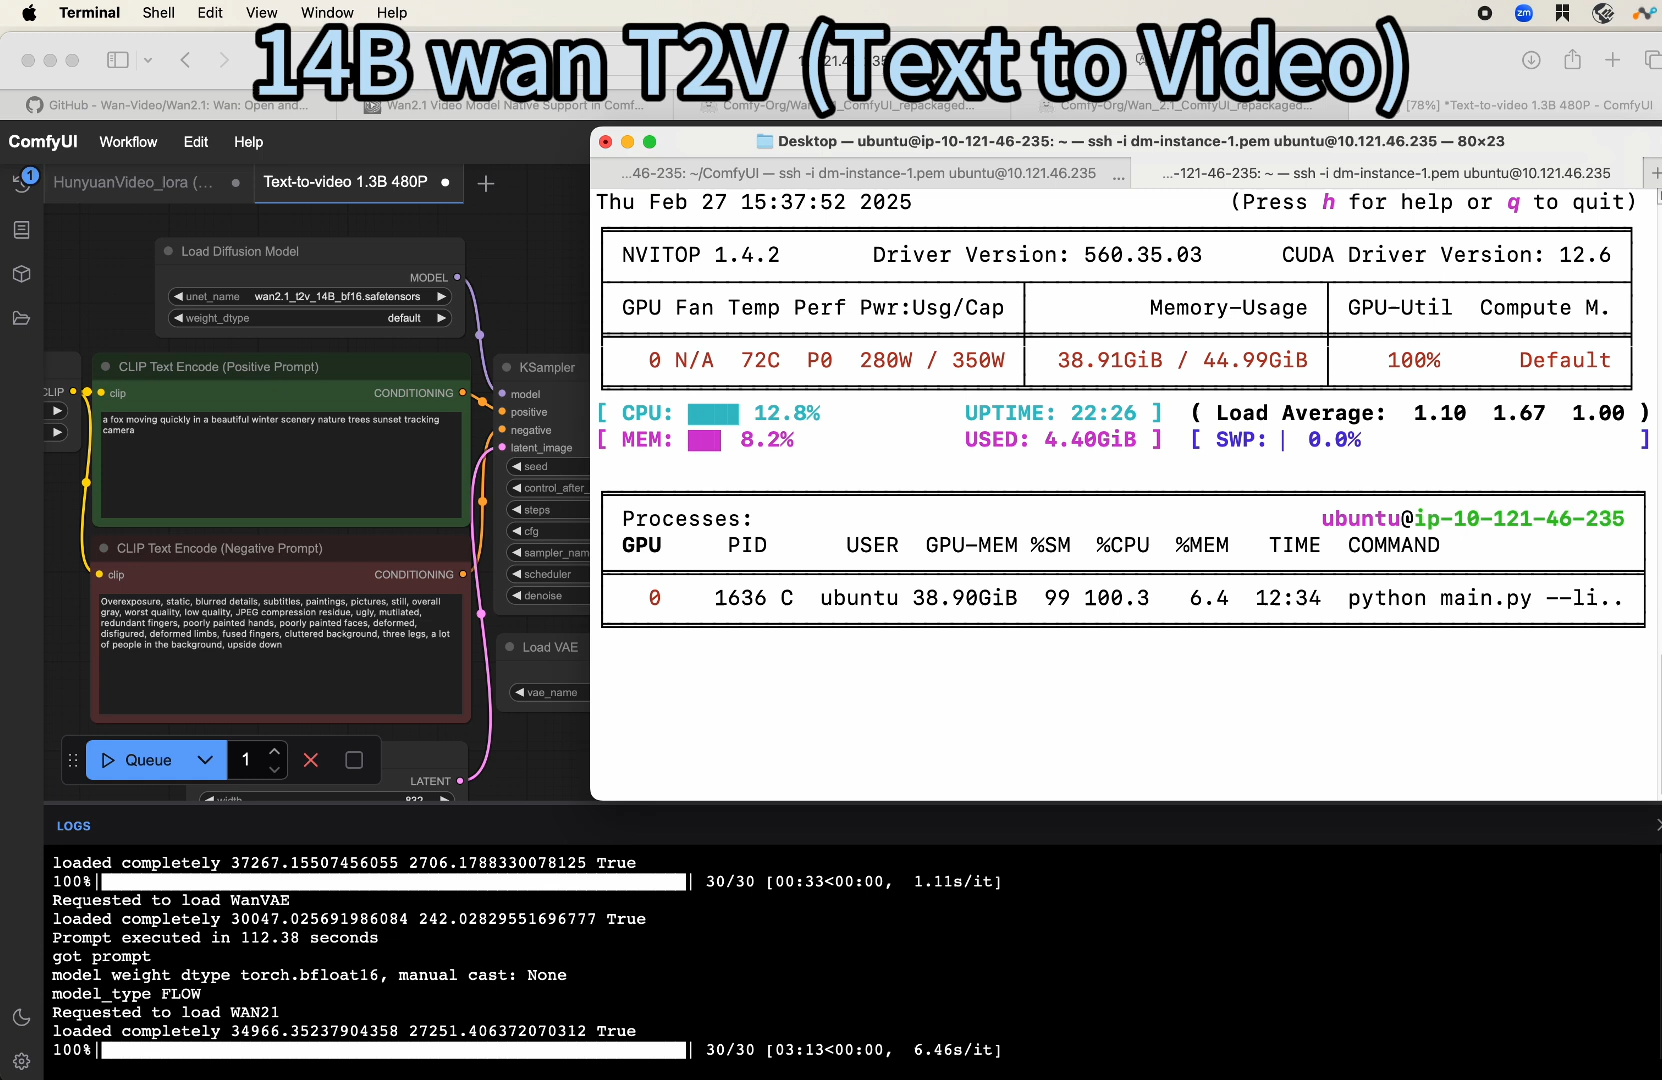 Terminal Shell Edit View Window Help
zm
14B wan T2V (Text to Video)
GitHub - Wan-Video/Wan2.1: Wan: Open and...
Wan2.1 Video Model Native Support in Comf...
Comfy-Org/Wan_2.1_ComfyUI_repackaged...
[78%] *Text-to-video 1.3B 480P - ComfyUI
ComfyUI Workflow Edit Help
1
HunyuanVideo_lora (...
Text-to-video 1.3B 480P
Load Diffusion Model
MODEL
unet_name wan2.1_t2v_14B_bf16.safetensors
weight_dtype default
CLIP
CLIP Text Encode (Positive Prompt)
clip CONDITIONING
a fox moving quickly in a beautiful winter scenery nature trees sunset tracking
camera
CLIP Text Encode (Negative Prompt)
clip CONDITIONING
Overexposure, static, blurred details, subtitles, paintings, pictures, still, overall
gray, worst quality, low quality, JPEG compression residue, ugly, mutilated,
redundant fingers, poorly painted hands, poorly painted faces, deformed,
disfigured, deformed limbs, fused fingers, cluttered background, three legs, a lot
of people in the background, upside down
KSampler
model
positive
negative
latent_image
seed
control_after_
steps
cfg
sampler_nam
scheduler
denoise
Load VAE
vae_name
Queue 1
LATENT
width 832
Desktop — ubuntu@ip-10-121-46-235: ~ — ssh -i dm-instance-1.pem ubuntu@10.121.46.235 — 80×23
...46-235: ~/ComfyUI — ssh -i dm-instance-1.pem ubuntu@10.121.46.235 ...
...-121-46-235: ~ — ssh -i dm-instance-1.pem ubuntu@10.121.46.235
Thu Feb 27 15:37:52 2025 (Press h for help or q to quit)
NVITOP 1.4.2 Driver Version: 560.35.03 CUDA Driver Version: 12.6
GPU Fan Temp Perf Pwr:Usg/Cap Memory-Usage GPU-Util Compute M.
0 N/A 72C P0 280W / 350W 38.91GiB / 44.99GiB 100% Default
[ CPU: 12.8% UPTIME: 22:26 ] ( Load Average: 1.10 1.67 1.00 )
[ MEM: 8.2% USED: 4.40GiB ] [ SWP: | 0.0% ]
Processes: ubuntu@ip-10-121-46-235
GPU PID USER GPU-MEM %SM %CPU %MEM TIME COMMAND
0 1636 C ubuntu 38.90GiB 99 100.3 6.4 12:34 python main.py --li..
LOGS
loaded completely 37267.15507456055 2706.1788330078125 True
100%| | 30/30 [00:33<00:00, 1.11s/it]
Requested to load WanVAE
loaded completely 30047.025691986084 242.02829551696777 True
Prompt executed in 112.38 seconds
got prompt
model weight dtype torch.bfloat16, manual cast: None
model_type FLOW
Requested to load WAN21
loaded completely 34966.35237904358 27251.406372070312 True
100%| | 30/30 [03:13<00:00, 6.46s/it]